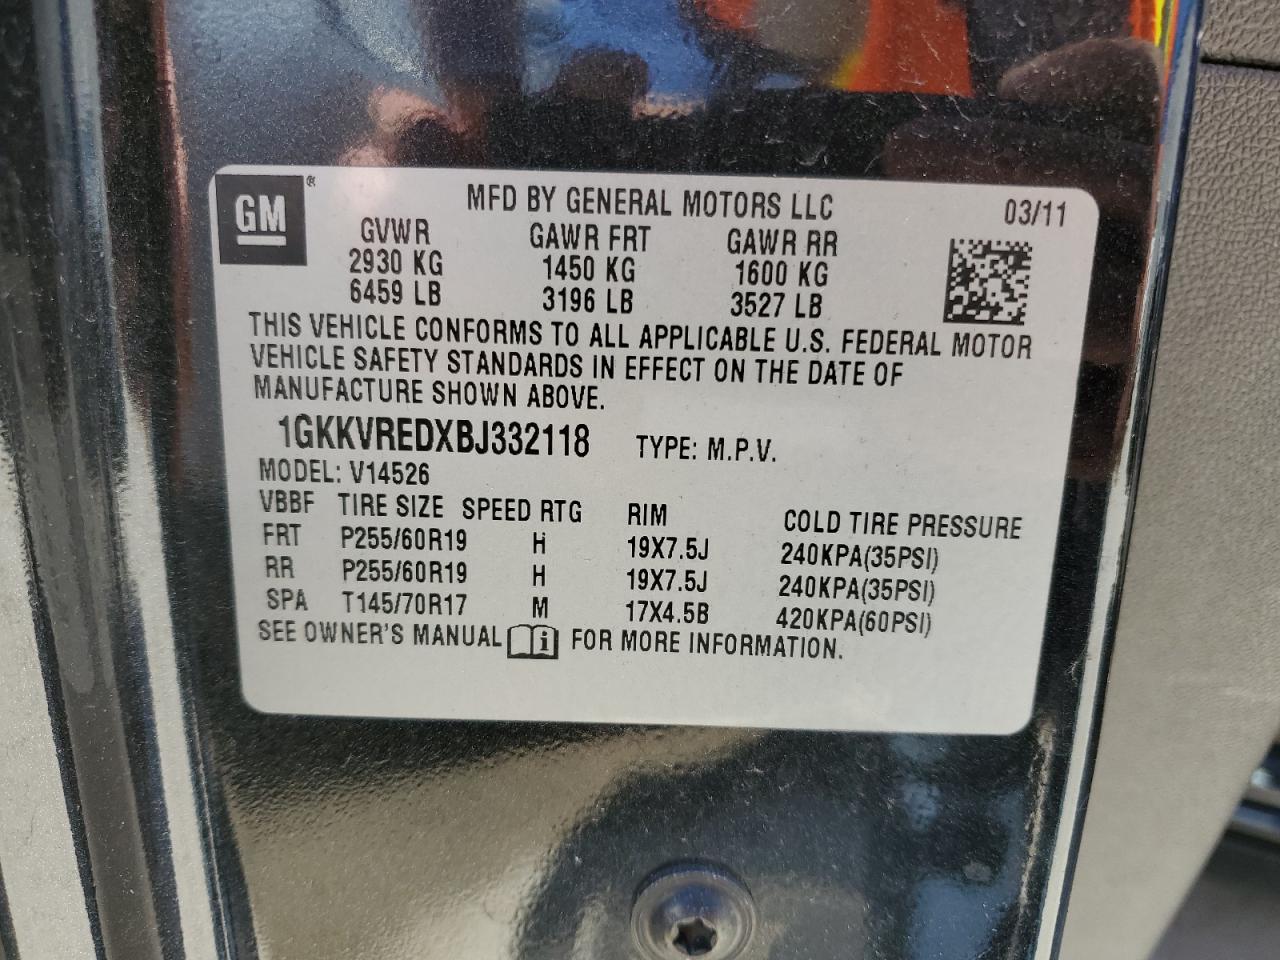 GM ® MFD BY GENERAL MOTORS LLC 03/11
GVWR GAWR FRT GAWR RR
2930 KG 1450 KG 1600 KG
6459 LB 3196 LB 3527 LB
THIS VEHICLE CONFORMS TO ALL APPLICABLE U.S. FEDERAL MOTOR
VEHICLE SAFETY STANDARDS IN EFFECT ON THE DATE OF
MANUFACTURE SHOWN ABOVE.
1GKKVREDXBJ332118 TYPE: M.P.V.
MODEL: V14526
VBBF TIRE SIZE SPEED RTG RIM COLD TIRE PRESSURE
FRT P255/60R19 H 19X7.5J 240KPA(35PSI)
RR P255/60R19 H 19X7.5J 240KPA(35PSI)
SPA T145/70R17 M 17X4.5B 420KPA(60PSI)
SEE OWNER'S MANUAL i FOR MORE INFORMATION.